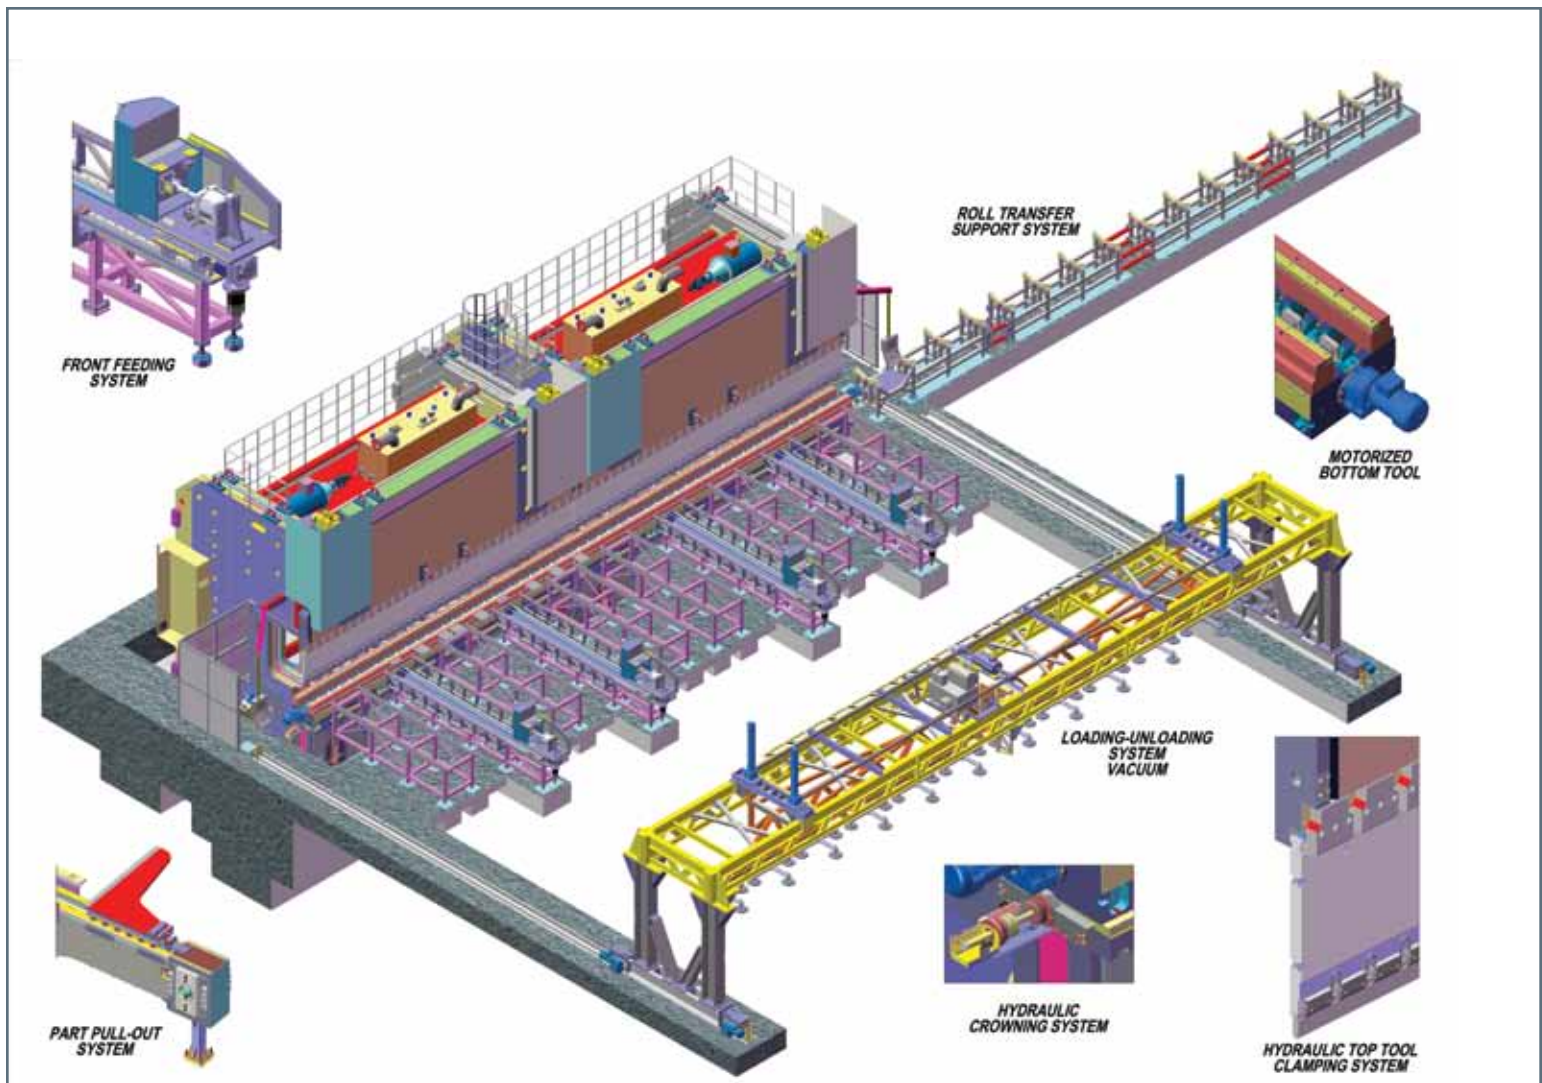 ROLL TRANSFER
SUPPORT SYSTEM
FRONT FEEDING
SYSTEM
MOTORIZED
BOTTOM TOOL
LOADING-UNLOADING
SYSTEM
VACUUM
PART PULL-OUT
SYSTEM
HYDRAULIC
CROWNING SYSTEM
HYDRAULIC TOP TOOL
CLAMPING SYSTEM